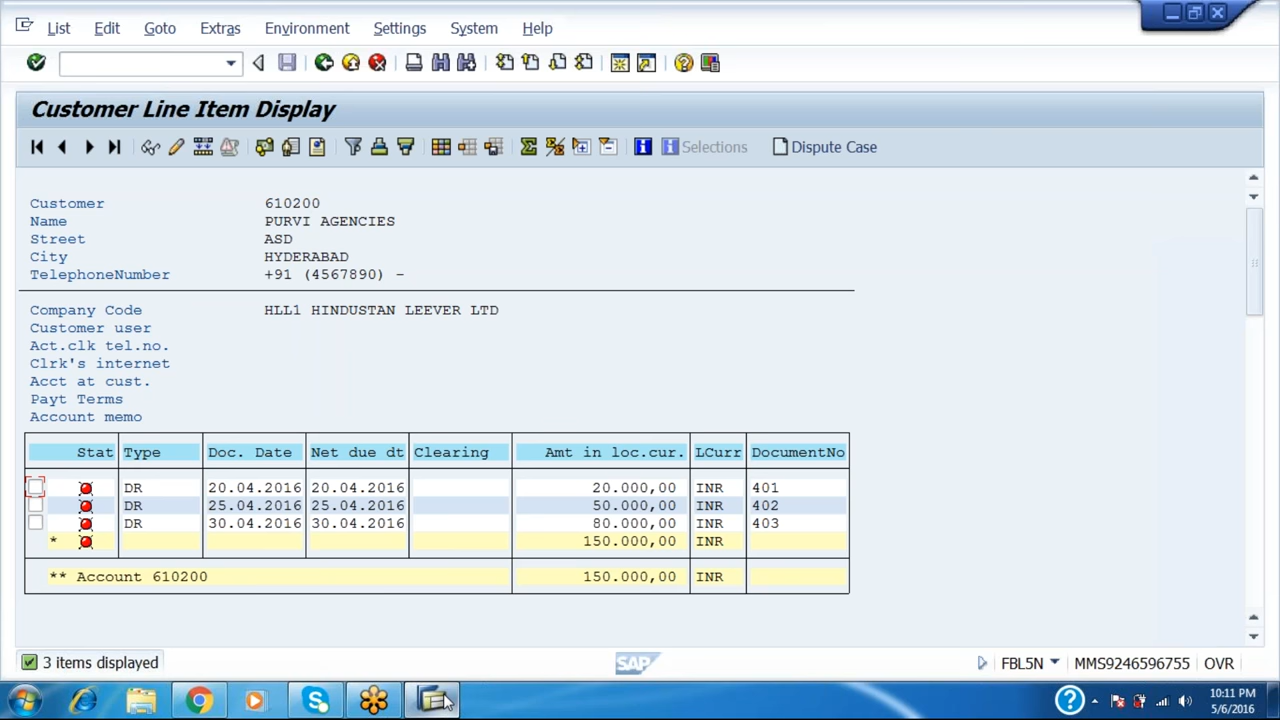 List Edit Goto Extras Environment Settings System Help
Customer Line Item Display
Selections Dispute Case
Customer 610200
Name PURVI AGENCIES
Street ASD
City HYDERABAD
TelephoneNumber +91 (4567890) -
Company Code HLL1 HINDUSTAN LEEVER LTD
Customer user
Act.clk tel.no.
Clrk's internet
Acct at cust.
Payt Terms
Account memo
Stat Type Doc. Date Net due dt Clearing Amt in loc.cur. LCurr DocumentNo
DR 20.04.2016 20.04.2016 20.000,00 INR 401
DR 25.04.2016 25.04.2016 50.000,00 INR 402
DR 30.04.2016 30.04.2016 80.000,00 INR 403
* 150.000,00 INR
** Account 610200 150.000,00 INR
3 items displayed SAP FBL5N MMS9246596755 OVR
10:11 PM
5/6/2016